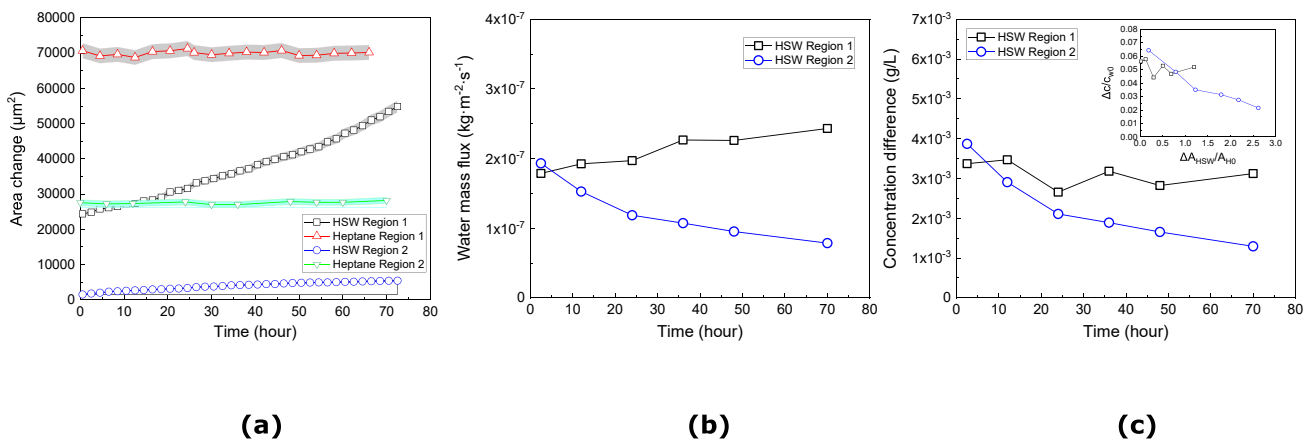 80000
70000
60000
50000
40000
30000
20000
10000
0
Area change (μm²)
0 10 20 30 40 50 60 70 80
Time (hour)
HSW Region 1
Heptane Region 1
HSW Region 2
Heptane Region 2
(a)
4x10⁻⁷
3x10⁻⁷
2x10⁻⁷
1x10⁻⁷
0
Water mass flux (kg·m⁻²·s⁻¹)
0 10 20 30 40 50 60 70 80
Time (hour)
HSW Region 1
HSW Region 2
(b)
7x10⁻³
6x10⁻³
5x10⁻³
4x10⁻³
3x10⁻³
2x10⁻³
1x10⁻³
0
Concentration difference (g/L)
0 10 20 30 40 50 60 70 80
Time (hour)
HSW Region 1
HSW Region 2
0.08
0.07
0.06
0.05
0.04
0.03
0.02
0.01
0.00
Δc/c_w0
0.0 0.5 1.0 1.5 2.0 2.5 3.0
ΔA_HSW/A_H0
(c)